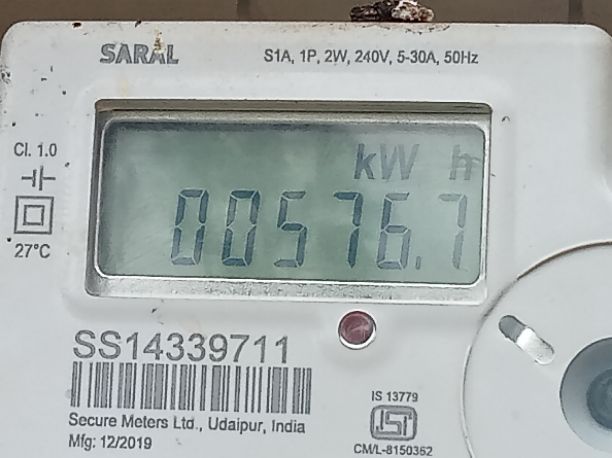 SARAL
S1A, 1P, 2W, 240V, 5-30A, 50Hz
Cl. 1.0
27°C
kW h
00576.7
SS14339711
Secure Meters Ltd., Udaipur, India
Mfg: 12/2019
IS 13779
ISI
CM/L-8150362